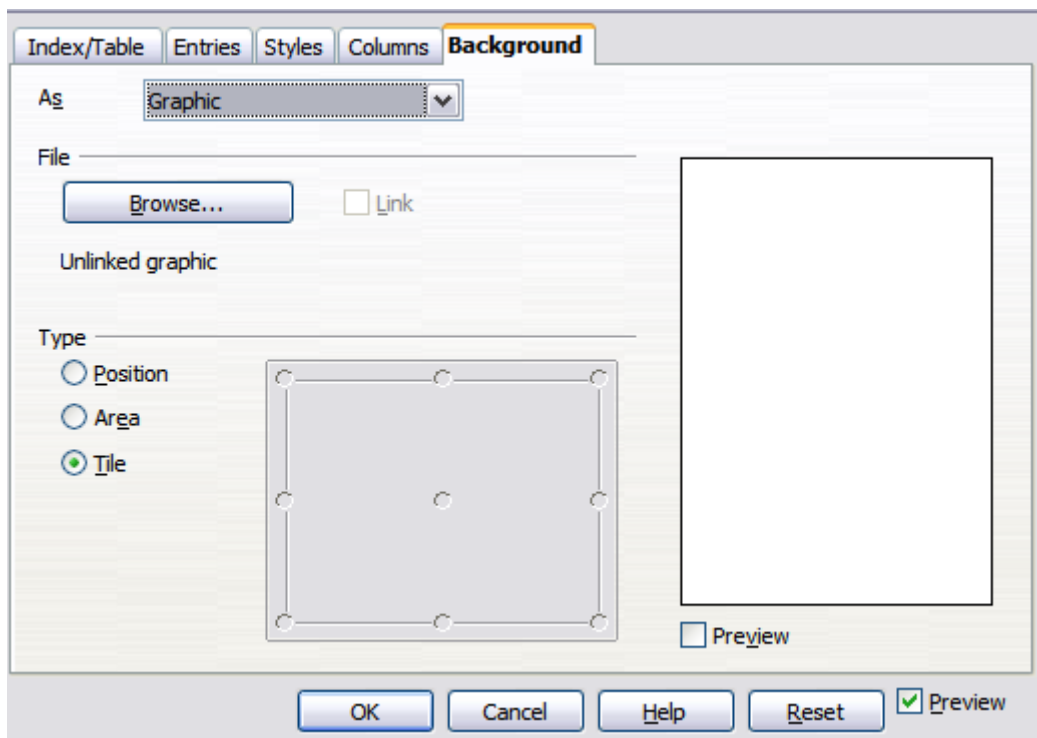 Index/Table Entries Styles Columns Background
As Graphic
File
Browse... Link
Unlinked graphic
Type
Position
Area
Tile
Preview
OK Cancel Help Reset Preview